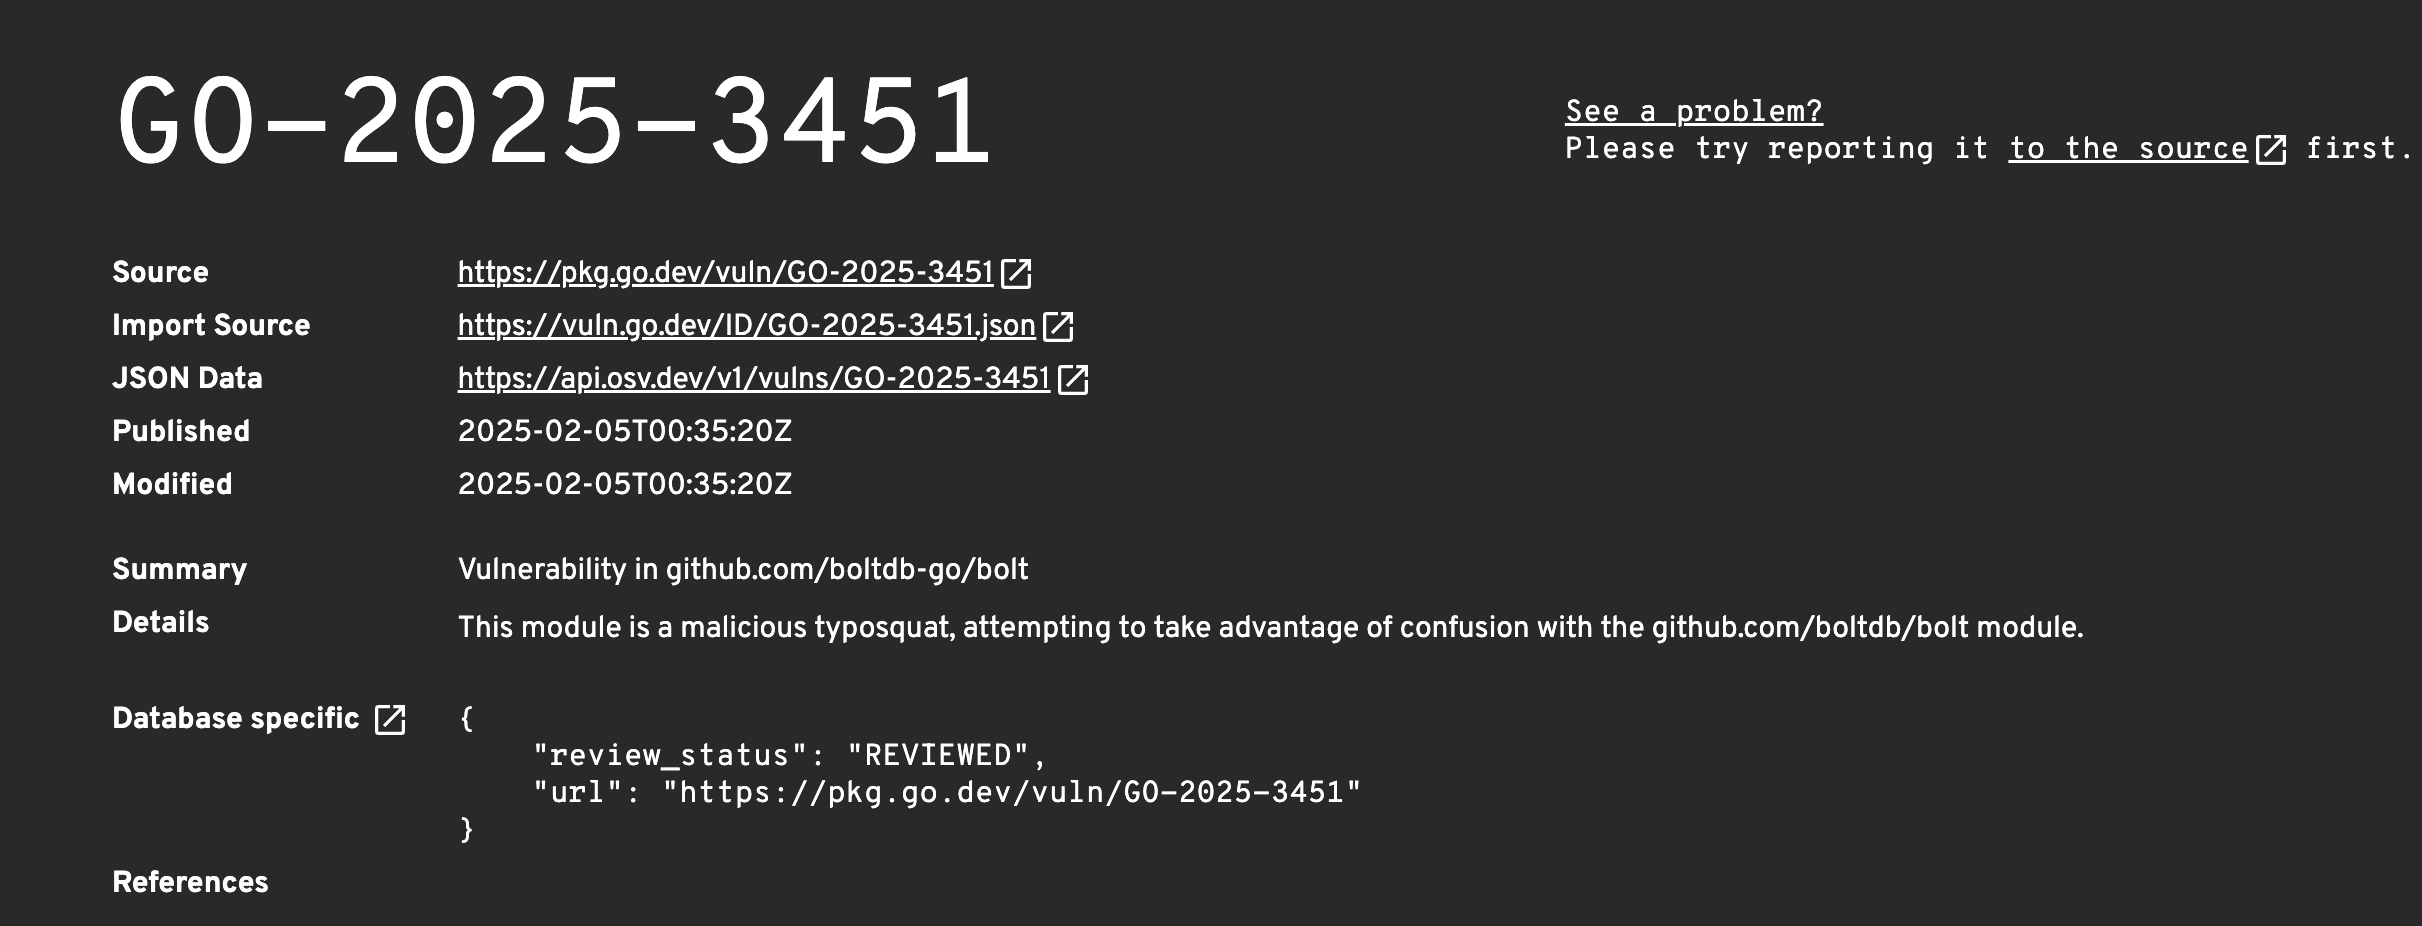 GO-2025-3451
See a problem?
Please try reporting it to the source first.
Source https://pkg.go.dev/vuln/GO-2025-3451
Import Source https://vuln.go.dev/ID/GO-2025-3451.json
JSON Data https://api.osv.dev/v1/vulns/GO-2025-3451
Published 2025-02-05T00:35:20Z
Modified 2025-02-05T00:35:20Z
Summary Vulnerability in github.com/boltdb-go/bolt
Details This module is a malicious typosquat, attempting to take advantage of confusion with the github.com/boltdb/bolt module.
Database specific {
"review_status": "REVIEWED",
"url": "https://pkg.go.dev/vuln/GO-2025-3451"
}
References